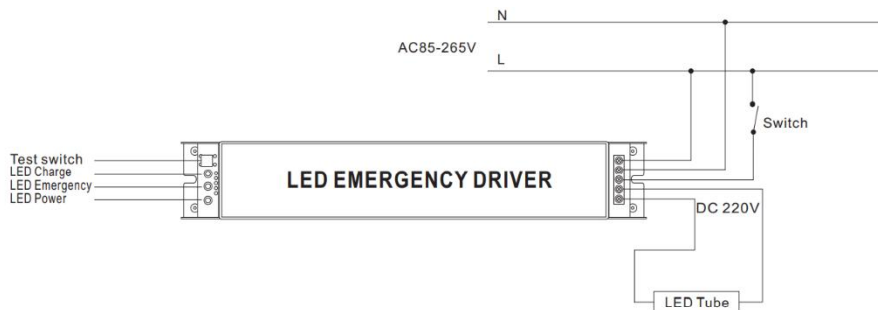 N
AC85-265V
L
Switch
Test switch
LED Charge
LED Emergency
LED Power
LED EMERGENCY DRIVER
DC 220V
LED Tube